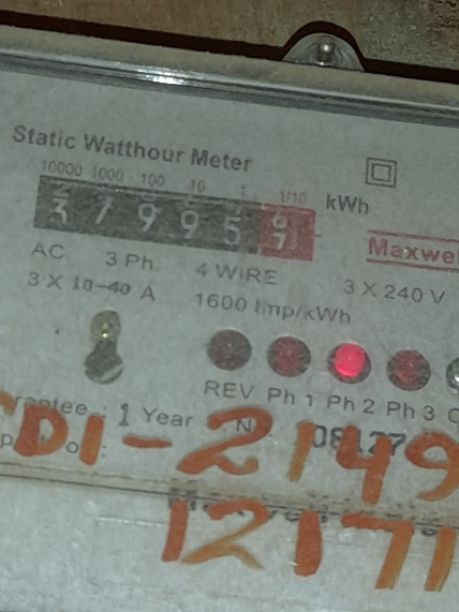 Static Watthour Meter
10000 1000 100 10 1 1/10
3 7 9 9 5 kWh
Maxwel
AC 3 Ph. 4 WIRE
3 X 240 V
3 X 10-40 A
1600 Imp/kWh
REV Ph 1 Ph 2 Ph 3
1 Year
DI-2149
12171